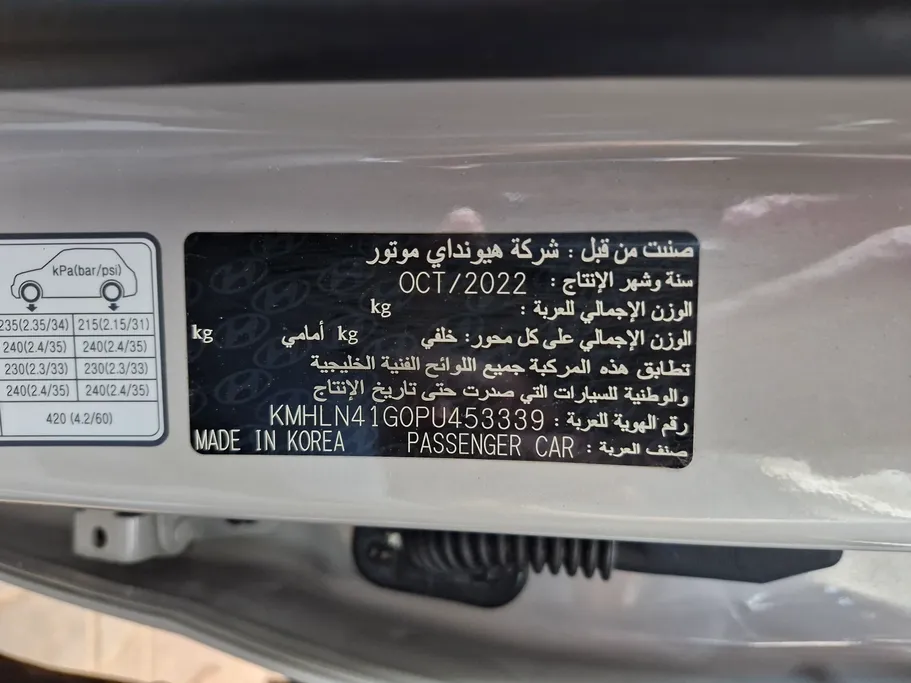 kPa(bar/psi)
235(2.35/34) 215(2.15/31)
240(2.4/35) 240(2.4/35)
230(2.3/33) 230(2.3/33)
240(2.4/35) 240(2.4/35)
420 (4.2/60)
صنبت من قبل : شركة هيونداي موتور
سنة وشهر الإنتاج : OCT/2022
الوزن الإجمالي للعربة : kg
الوزن الإجمالي على كل محور: خلفي kg أمامي kg
تطابق هذه المركبة جميع اللوائح الفنية الخليجية
والوطنية للسيارات التي صدرت حتى تاريخ الإنتاج
رقم الهوية للعربة : KMHLN41G0PU453339
صنف العربة : PASSENGER CAR MADE IN KOREA